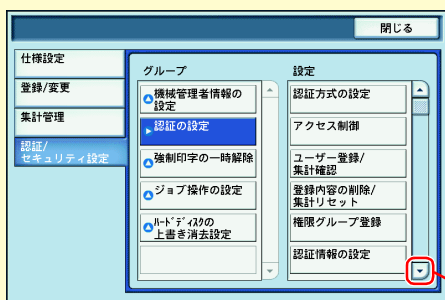 閉じる
仕様設定
登録/変更
集計管理
認証/
セキュリティ設定
グループ
機械管理者情報の
設定
認証の設定
強制印字の一時解除
ジョブ操作の設定
ハードディスクの
上書き消去設定
設定
認証方式の設定
アクセス制御
ユーザー登録/
集計確認
登録内容の削除/
集計リセット
権限グループ登録
認証情報の設定